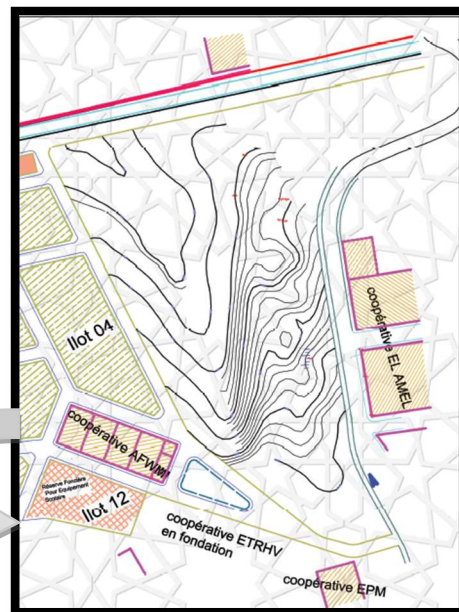 Ilot 04
coopérative EL AMEL
coopérative AFWMI
Réserve Foncière
Pour Equipement
Scolaire
Ilot 12
coopérative ETRHV
en fondation
coopérative EPM